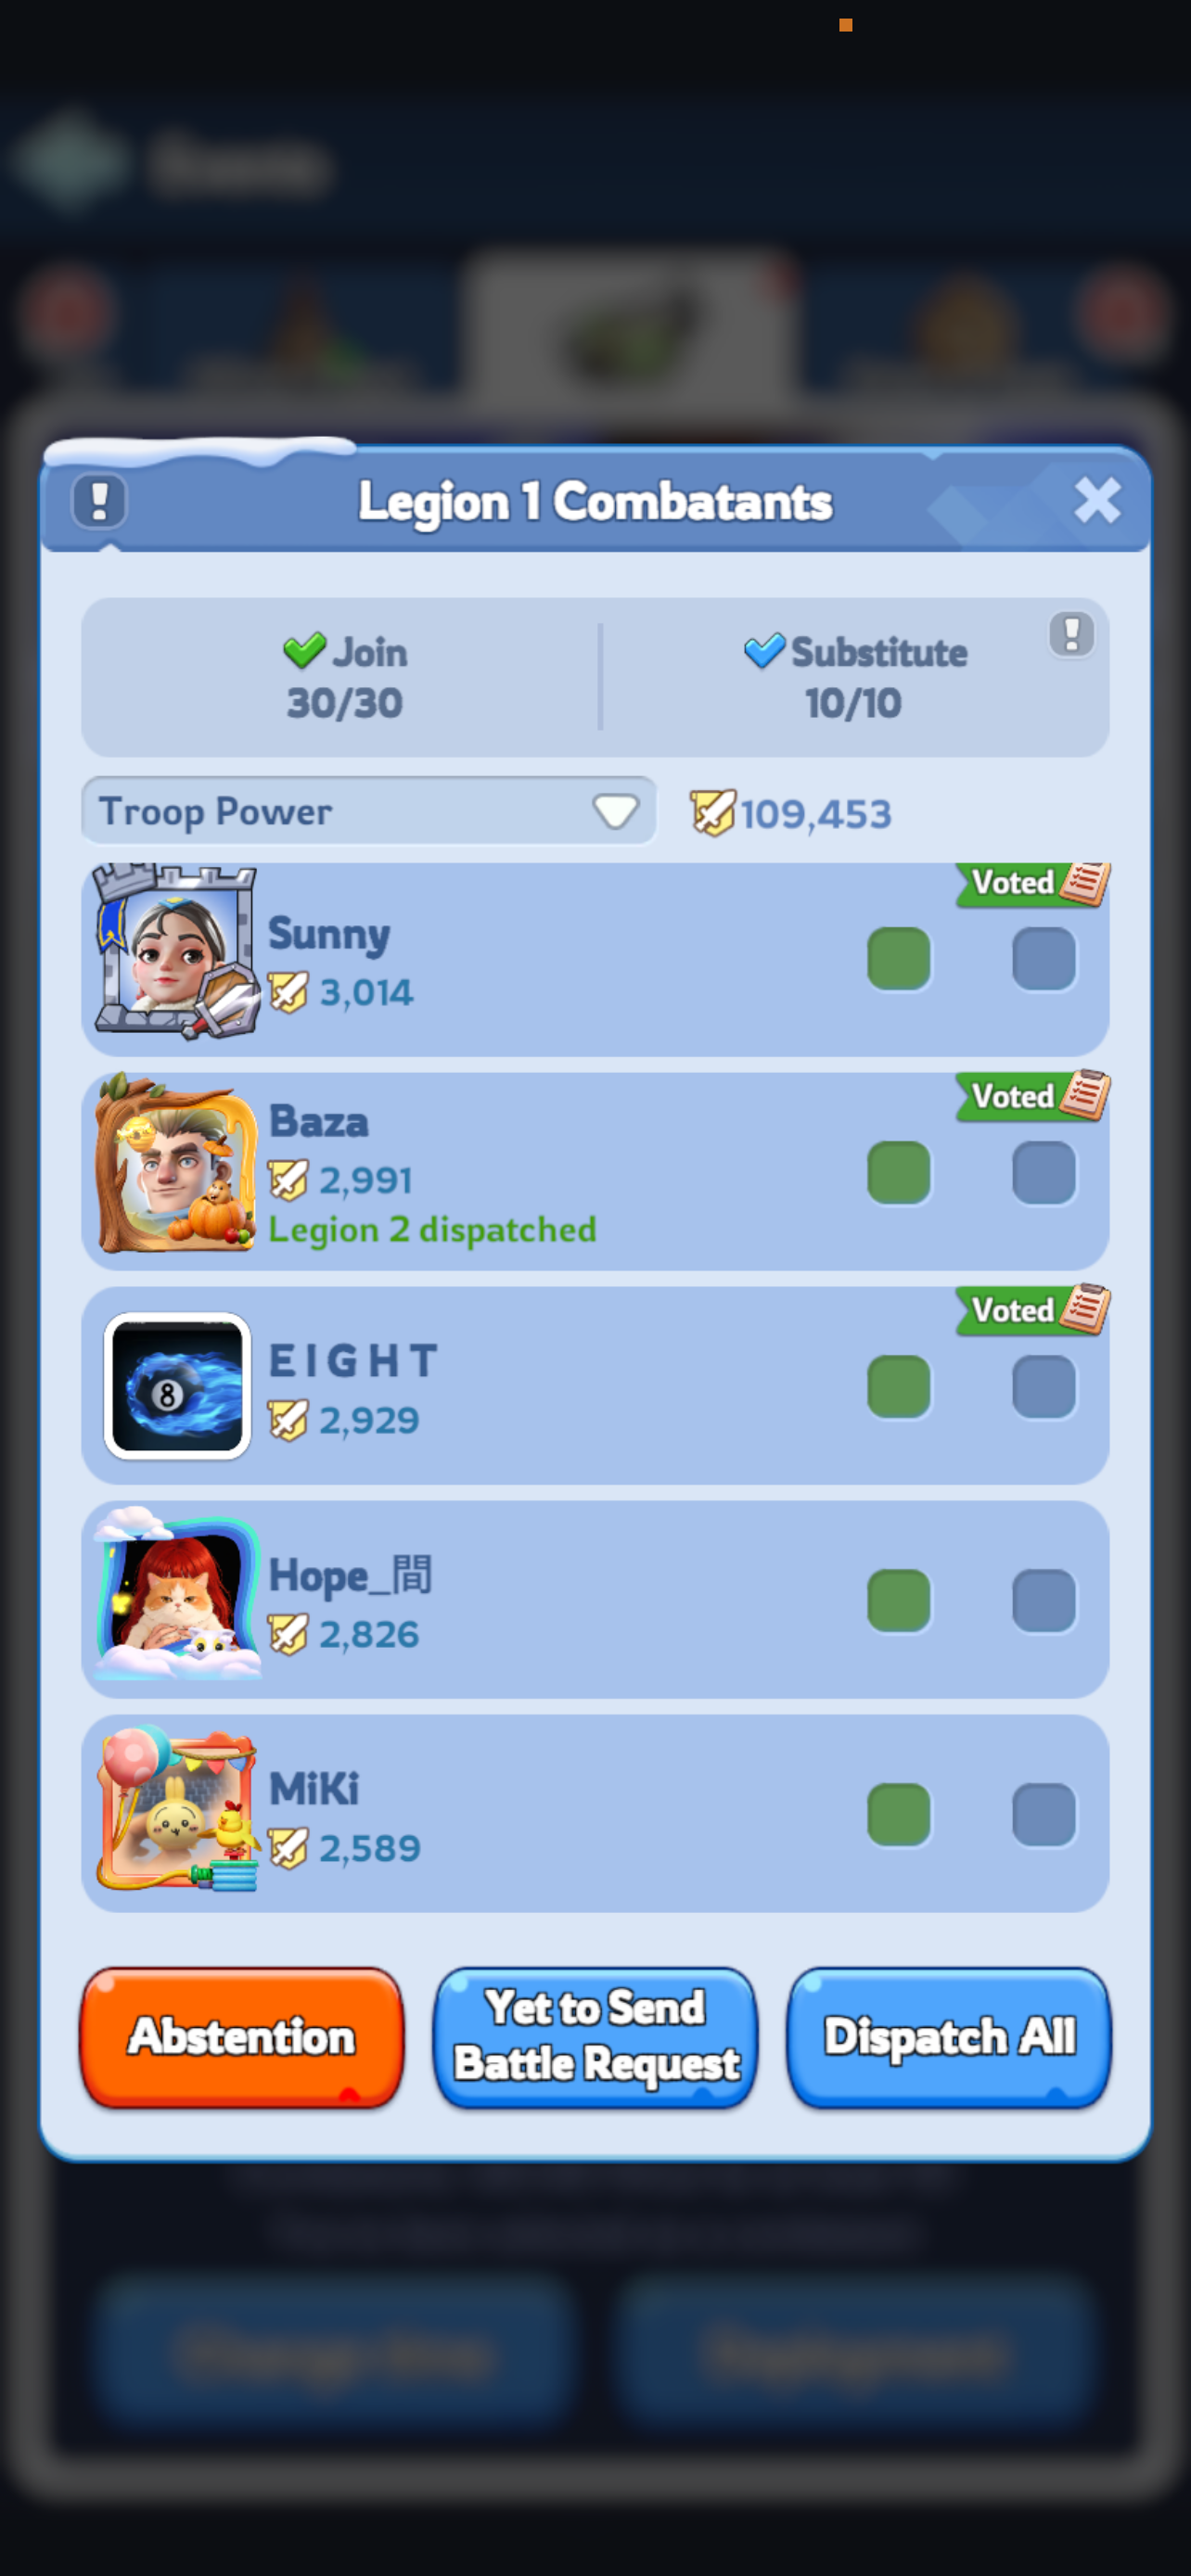 Legion 1 Combatants
Join
30/30
Substitute
10/10
Troop Power
109,453
Voted
Sunny
3,014
Voted
Baza
2,991
Legion 2 dispatched
Voted
E I G H T
2,929
Hope_間
2,826
MiKi
2,589
Abstention
Yet to Send
Battle Request
Dispatch All